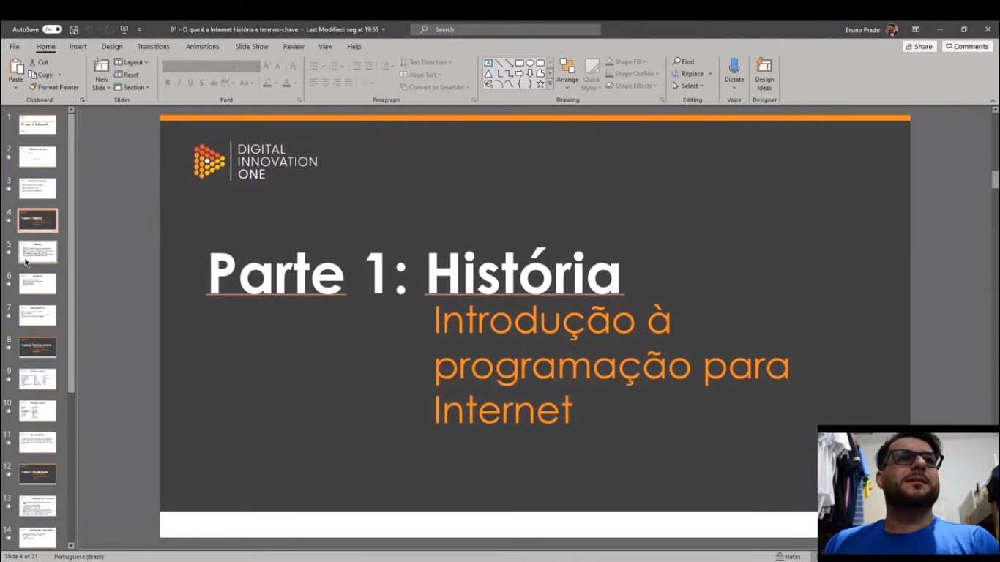 AutoSave On
01 - O que é a Internet história e termos-chave - Last Modified: seg at 19:55
Search
Bruno Prado
File Home Insert Design Transitions Animations Slide Show Review View Help
Share Comments
Paste
Cut
Copy
Format Painter
Clipboard
New
Slide
Layout
Reset
Section
Slides
Font
Text Direction
Align Text
Convert to SmartArt
Paragraph
Arrange
Quick
Styles
Shape Fill
Shape Outline
Shape Effects
Drawing
Find
Replace
Select
Editing
Dictate
Voice
Design
Ideas
Designer
1
2
3
4
Parte 1: História
5
6
7
8
9
10
11
12
13
14
DIGITAL
INNOVATION
ONE
Parte 1: História
Introdução à
programação para
Internet
Slide 4 of 21
Portuguese (Brazil)
Notes